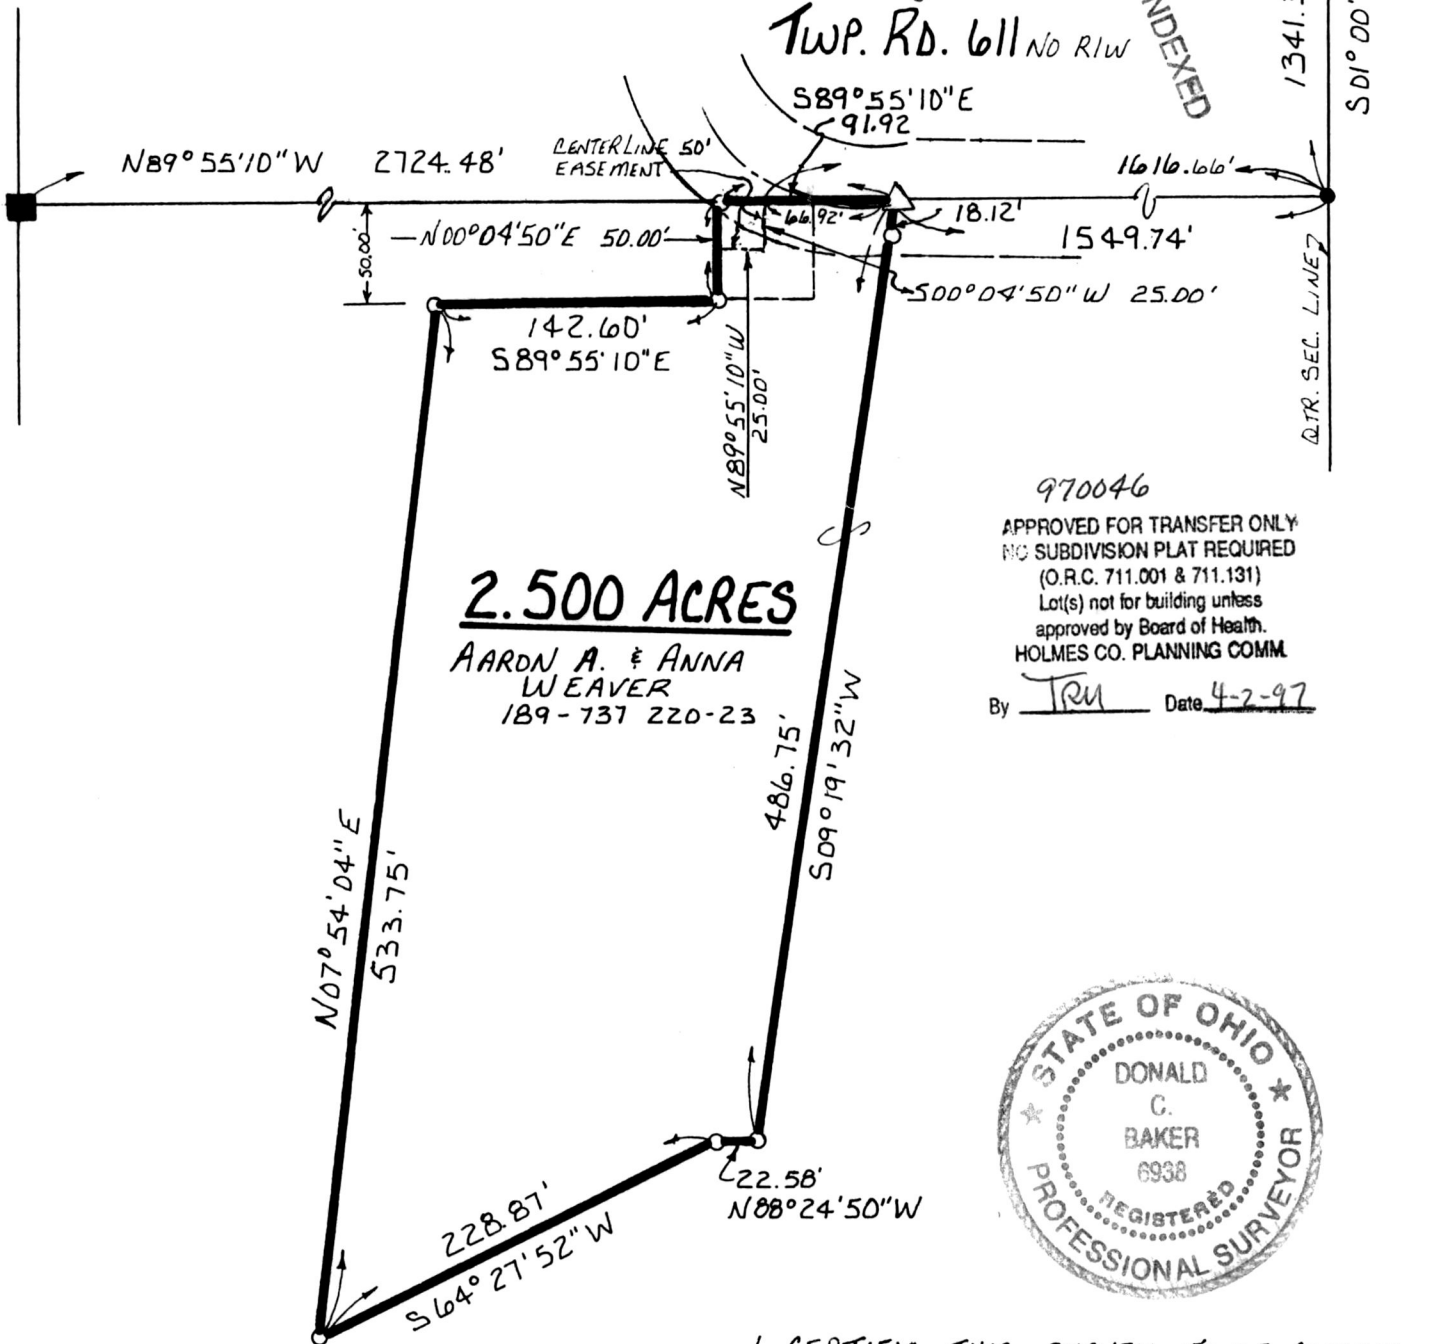 TWP. RD. 611 NO R/W
NDEXED
1341.
S01°00'
S89°55'10"E
91.92
CENTERLINE 50'
EASEMENT
N89°55'10"W 2724.48'
1616.66'
66.92'
18.12'
1549.74'
50.00'
N00°04'50"E 50.00'
S00°04'50"W 25.00'
142.60'
S89°55'10"E
N89°55'10"W
25.00'
QTR. SEC. LINE
970046
APPROVED FOR TRANSFER ONLY
NO SUBDIVISION PLAT REQUIRED
(O.R.C. 711.001 & 711.131)
Lot(s) not for building unless
approved by Board of Health.
HOLMES CO. PLANNING COMM.
By Date 4-2-97
2.500 ACRES
AARON A. & ANNA
WEAVER
189-737 220-23
486.75'
S09°19'32"W
N07°54'04"E
533.75'
STATE OF OHIO
DONALD
C.
BAKER
6938
REGISTERED
PROFESSIONAL SURVEYOR
22.58'
N88°24'50"W
228.87'
S64°27'52"W